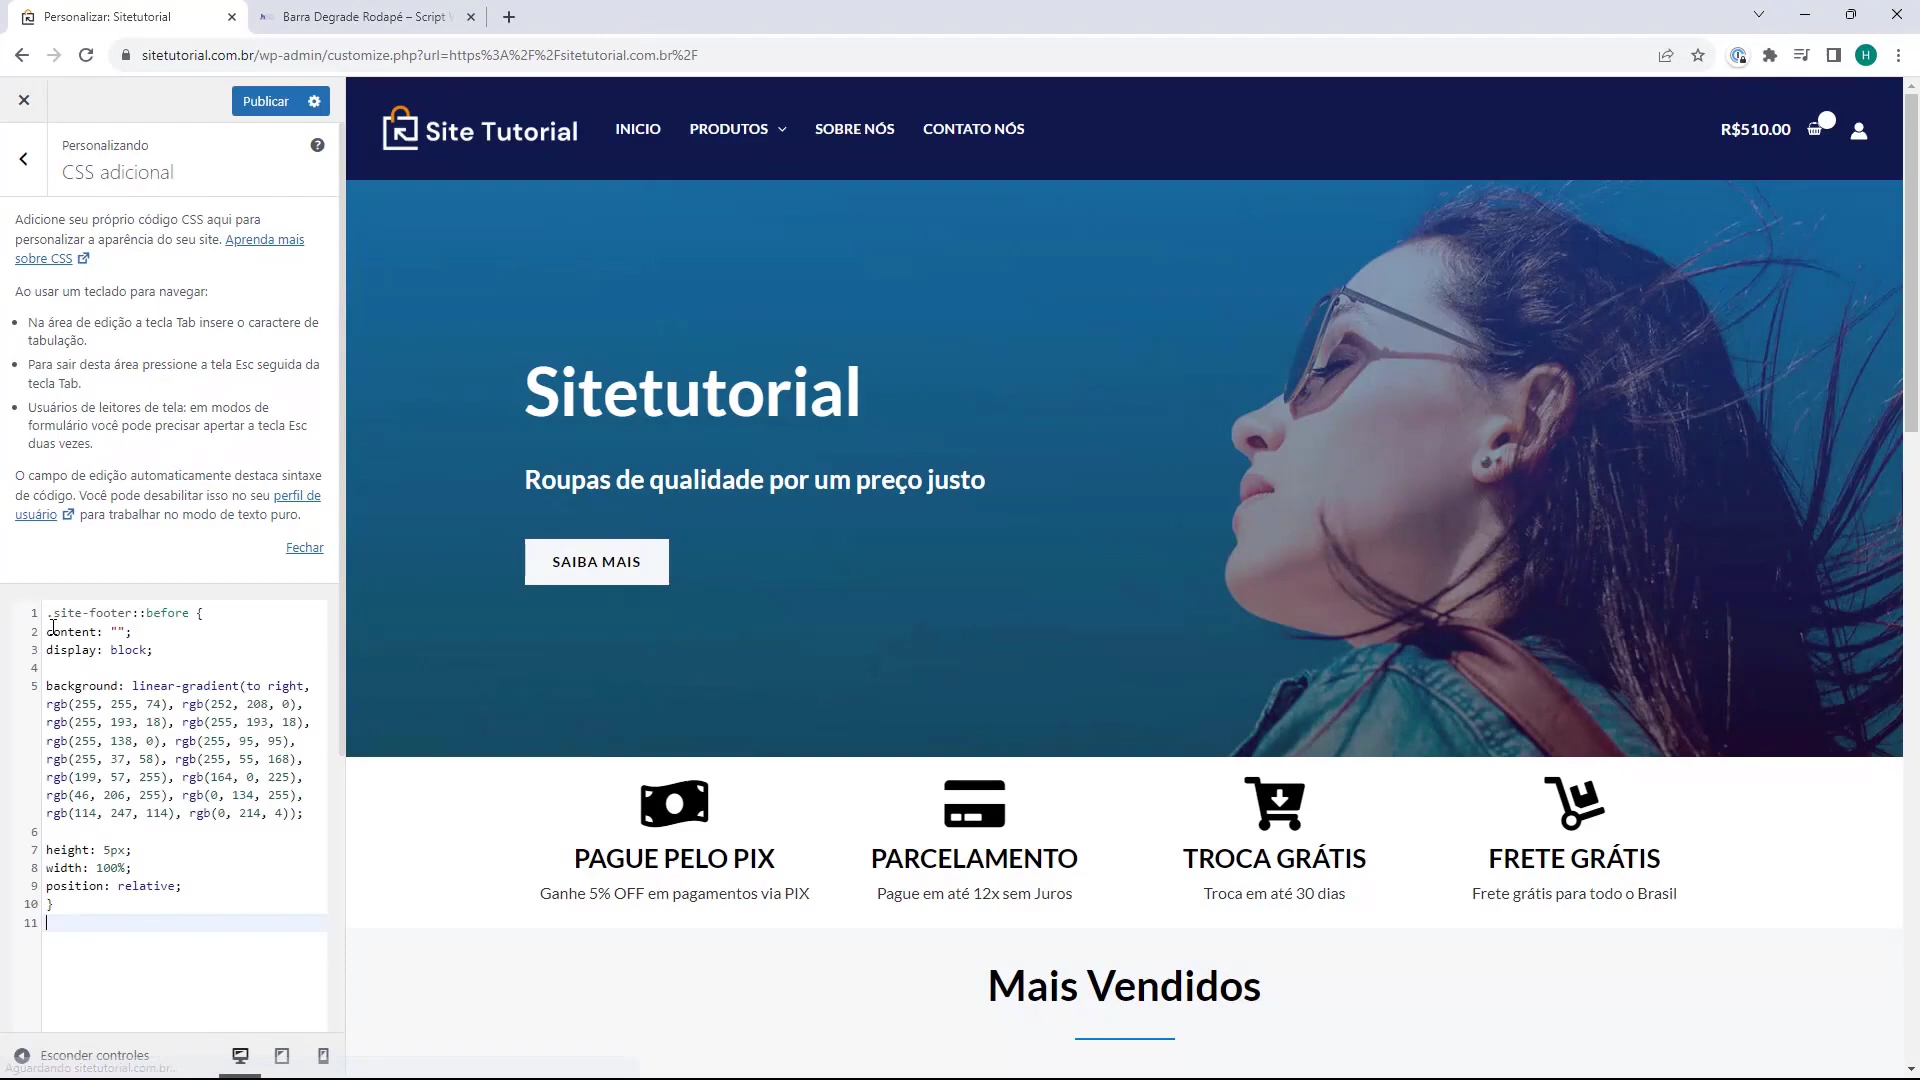 Personalizar: Sitetutorial
Barra Degrade Rodapé – Script
sitetutorial.com.br/wp-admin/customize.php?url=https%3A%2F%2Fsitetutorial.com.br%2F
H
Publicar
Personalizando
CSS adicional
Adicione seu próprio código CSS aqui para
personalizar a aparência do seu site. Aprenda mais
sobre CSS
Ao usar um teclado para navegar:
Na área de edição a tecla Tab insere o caractere de
tabulação.
Para sair desta área pressione a tela Esc seguida da
tecla Tab.
Usuários de leitores de tela: em modos de
formulário você pode precisar apertar a tecla Esc
duas vezes.
O campo de edição automaticamente destaca sintaxe
de código. Você pode desabilitar isso no seu perfil de
usuário para trabalhar no modo de texto puro.
Fechar
1 .site-footer::before {
2 content: "";
3 display: block;
4
5 background: linear-gradient(to right,
rgb(255, 255, 74), rgb(252, 208, 0),
rgb(255, 193, 18), rgb(255, 193, 18),
rgb(255, 138, 0), rgb(255, 95, 95),
rgb(255, 37, 58), rgb(255, 55, 168),
rgb(199, 57, 255), rgb(164, 0, 225),
rgb(46, 206, 255), rgb(0, 134, 255),
rgb(114, 247, 114), rgb(0, 214, 4));
6
7 height: 5px;
8 width: 100%;
9 position: relative;
10 }
11
Esconder controles
Aguardando sitetutorial.com.br...
Site Tutorial
INICIO PRODUTOS SOBRE NÓS CONTATO NÓS
R$510.00
Sitetutorial
Roupas de qualidade por um preço justo
SAIBA MAIS
PAGUE PELO PIX
Ganhe 5% OFF em pagamentos via PIX
PARCELAMENTO
Pague em até 12x sem Juros
TROCA GRÁTIS
Troca em até 30 dias
FRETE GRÁTIS
Frete grátis para todo o Brasil
Mais Vendidos